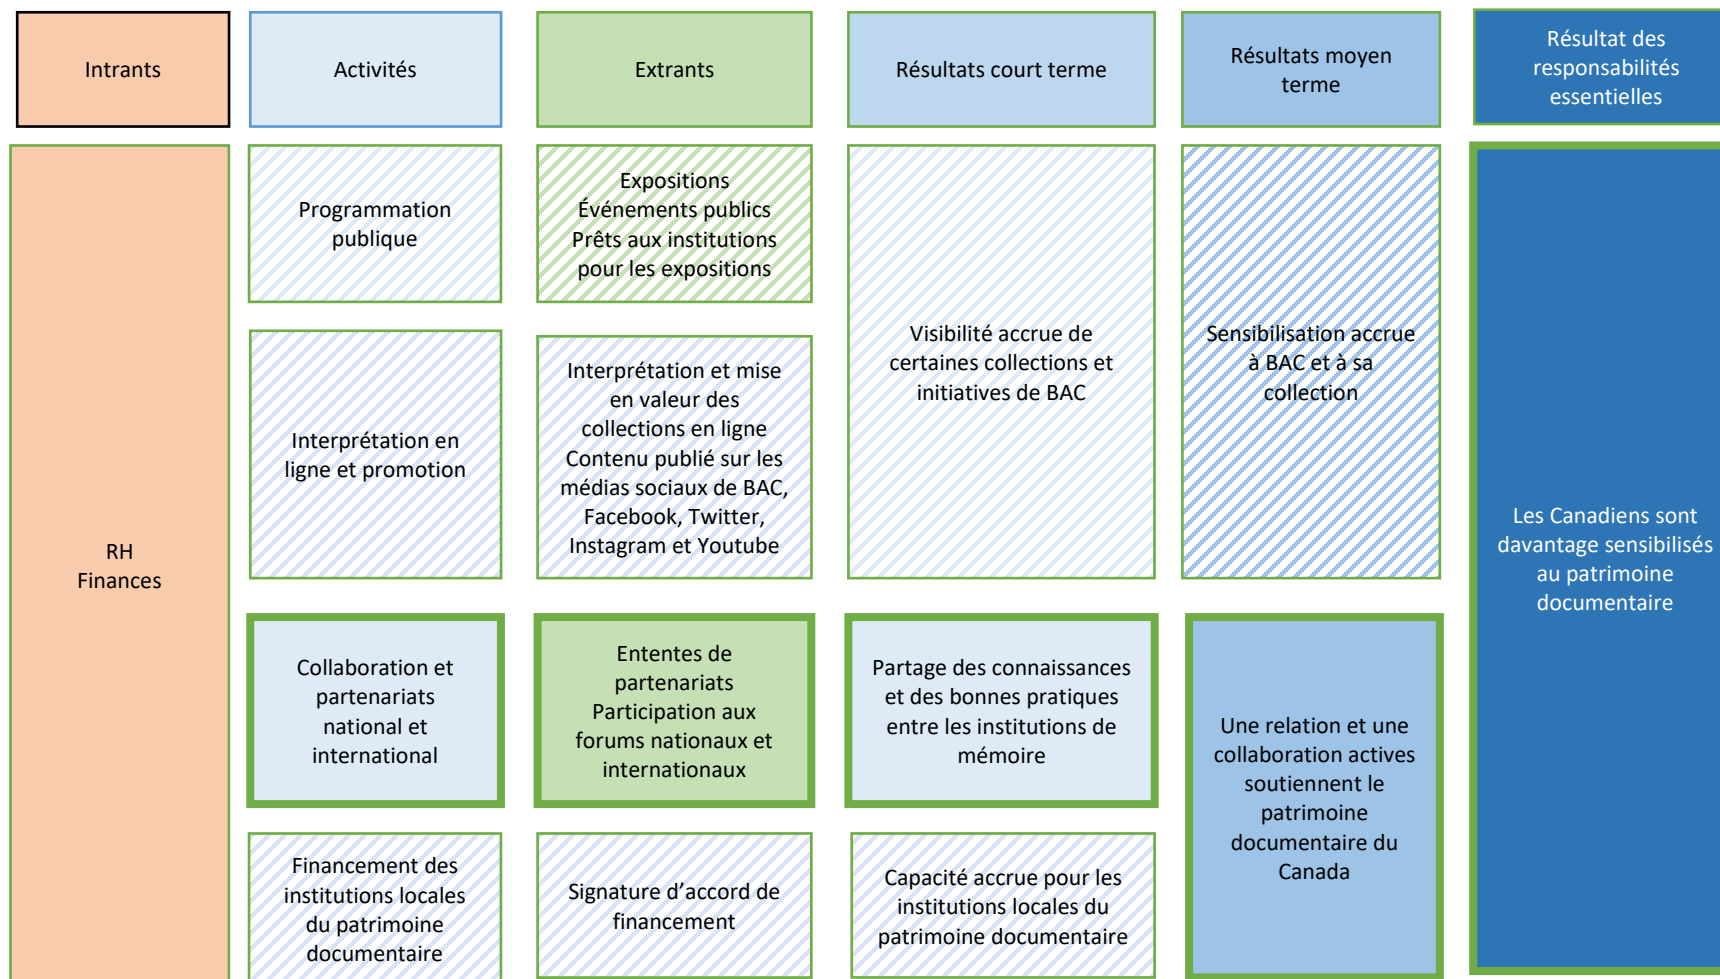 Intrants
Activités
Extrants
Résultats court terme
Résultats moyen
terme
Résultat des
responsabilités
essentielles
RH
Finances
Programmation
publique
Expositions
Événements publics
Prêts aux institutions
pour les expositions
Visibilité accrue de
certaines collections et
initiatives de BAC
Sensibilisation accrue
à BAC et à sa
collection
Les Canadiens sont
davantage sensibilisés
au patrimoine
documentaire
Interprétation en
ligne et promotion
Interprétation et mise
en valeur des
collections en ligne
Contenu publié sur les
médias sociaux de BAC,
Facebook, Twitter,
Instagram et Youtube
Collaboration et
partenariats
national et
international
Ententes de
partenariats
Participation aux
forums nationaux et
internationaux
Partage des connaissances
et des bonnes pratiques
entre les institutions de
mémoire
Une relation et une
collaboration actives
soutiennent le
patrimoine
documentaire du
Canada
Financement des
institutions locales
du patrimoine
documentaire
Signature d’accord de
financement
Capacité accrue pour les
institutions locales du
patrimoine documentaire